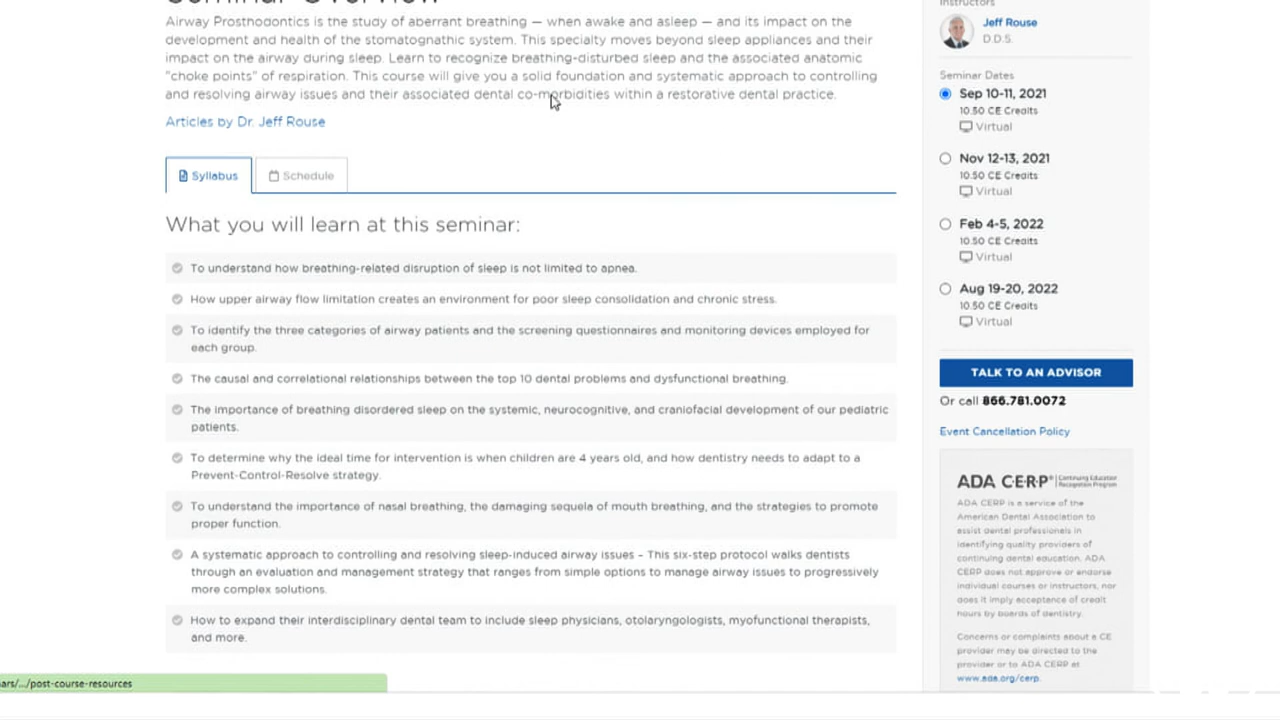 Seminar Overview
Airway Prosthodontics is the study of aberrant breathing — when awake and asleep — and its impact on the
development and health of the stomatognathic system. This specialty moves beyond sleep appliances and their
impact on the airway during sleep. Learn to recognize breathing-disturbed sleep and the associated anatomic
"choke points" of respiration. This course will give you a solid foundation and systematic approach to controlling
and resolving airway issues and their associated dental co-morbidities within a restorative dental practice.
Articles by Dr. Jeff Rouse
Syllabus
Schedule
What you will learn at this seminar:
To understand how breathing-related disruption of sleep is not limited to apnea.
How upper airway flow limitation creates an environment for poor sleep consolidation and chronic stress.
To identify the three categories of airway patients and the screening questionnaires and monitoring devices employed for
each group.
The causal and correlational relationships between the top 10 dental problems and dysfunctional breathing.
The importance of breathing disordered sleep on the systemic, neurocognitive, and craniofacial development of our pediatric
patients.
To determine why the ideal time for intervention is when children are 4 years old, and how dentistry needs to adapt to a
Prevent-Control-Resolve strategy.
To understand the importance of nasal breathing, the damaging sequela of mouth breathing, and the strategies to promote
proper function.
A systematic approach to controlling and resolving sleep-induced airway issues – This six-step protocol walks dentists
through an evaluation and management strategy that ranges from simple options to manage airway issues to progressively
more complex solutions.
How to expand their interdisciplinary dental team to include sleep physicians, otolaryngologists, myofunctional therapists,
and more.
ars/.../post-course-resources
Instructors
Jeff Rouse
D.D.S.
Seminar Dates
Sep 10-11, 2021
10.50 CE Credits
Virtual
Nov 12-13, 2021
10.50 CE Credits
Virtual
Feb 4-5, 2022
10.50 CE Credits
Virtual
Aug 19-20, 2022
10.50 CE Credits
Virtual
TALK TO AN ADVISOR
Or call 866.781.0072
Event Cancellation Policy
ADA C·E·R·P® | Continuing Education
Recognition Program
ADA CERP is a service of the
American Dental Association to
assist dental professionals in
identifying quality providers of
continuing dental education. ADA
CERP does not approve or endorse
individual courses or instructors, nor
does it imply acceptance of credit
hours by boards of dentistry.
Concerns or complaints about a CE
provider may be directed to the
provider or to ADA CERP at
www.ada.org/cerp.